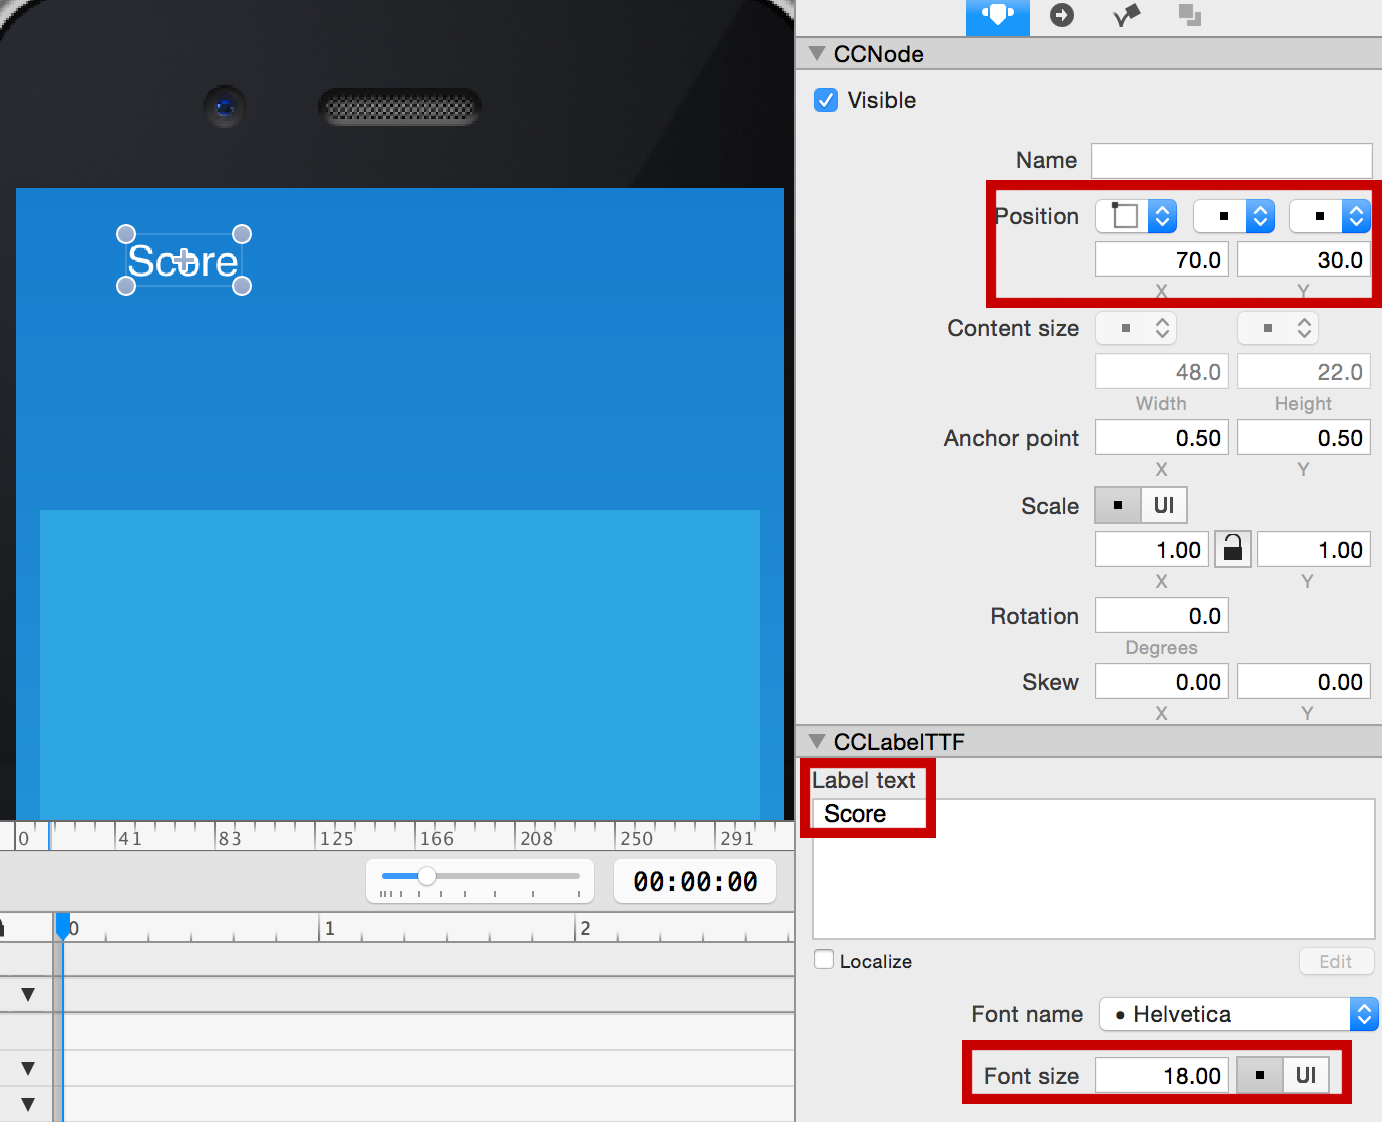 CCNode
Visible
Name
Position
70.0 30.0
X Y
Score
Content size
48.0 22.0
Width Height
Anchor point 0.50 0.50
X Y
Scale UI
1.00 1.00
X Y
Rotation 0.0
Degrees
Skew 0.00 0.00
X Y
CCLabelTTF
Label text
Score
0 41 83 125 166 208 250 291
00:00:00
0 1 2
Localize Edit
Font name Helvetica
Font size 18.00 UI